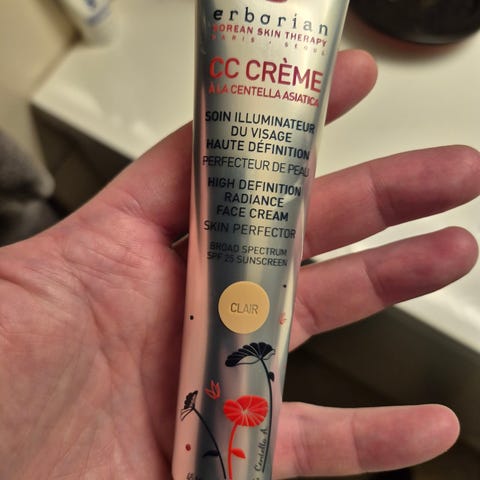 erborian
KOREAN SKIN THERAPY
PARIS . SEOUL
CC CRÈME
À LA CENTELLA ASIATICA
SOIN ILLUMINATEUR
DU VISAGE
HAUTE DÉFINITION
PERFECTEUR DE PEAU
HIGH DEFINITION
RADIANCE
FACE CREAM
SKIN PERFECTOR
BROAD SPECTRUM
SPF 25 SUNSCREEN
CLAIR
Centella A.